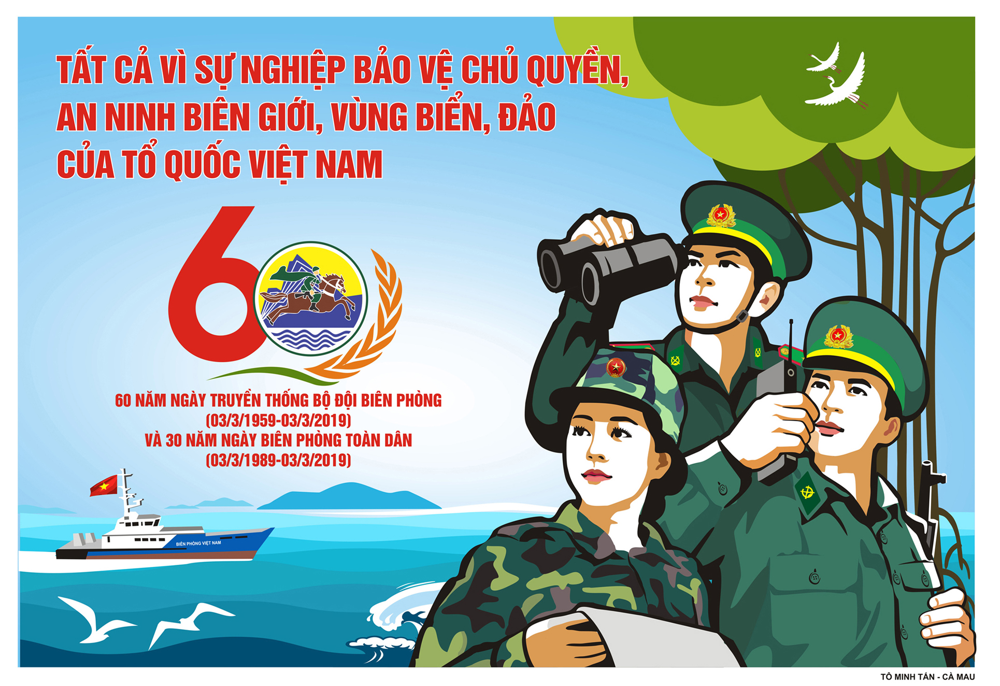 TẤT CẢ VÌ SỰ NGHIỆP BẢO VỆ CHỦ QUYỀN,
AN NINH BIÊN GIỚI, VÙNG BIỂN, ĐẢO
CỦA TỔ QUỐC VIỆT NAM
60
60 NĂM NGÀY TRUYỀN THỐNG BỘ ĐỘI BIÊN PHÒNG
(03/3/1959-03/3/2019)
VÀ 30 NĂM NGÀY BIÊN PHÒNG TOÀN DÂN
(03/3/1989-03/3/2019)
BIÊN PHÒNG VIỆT NAM
TÔ MINH TẤN - CÀ MAU